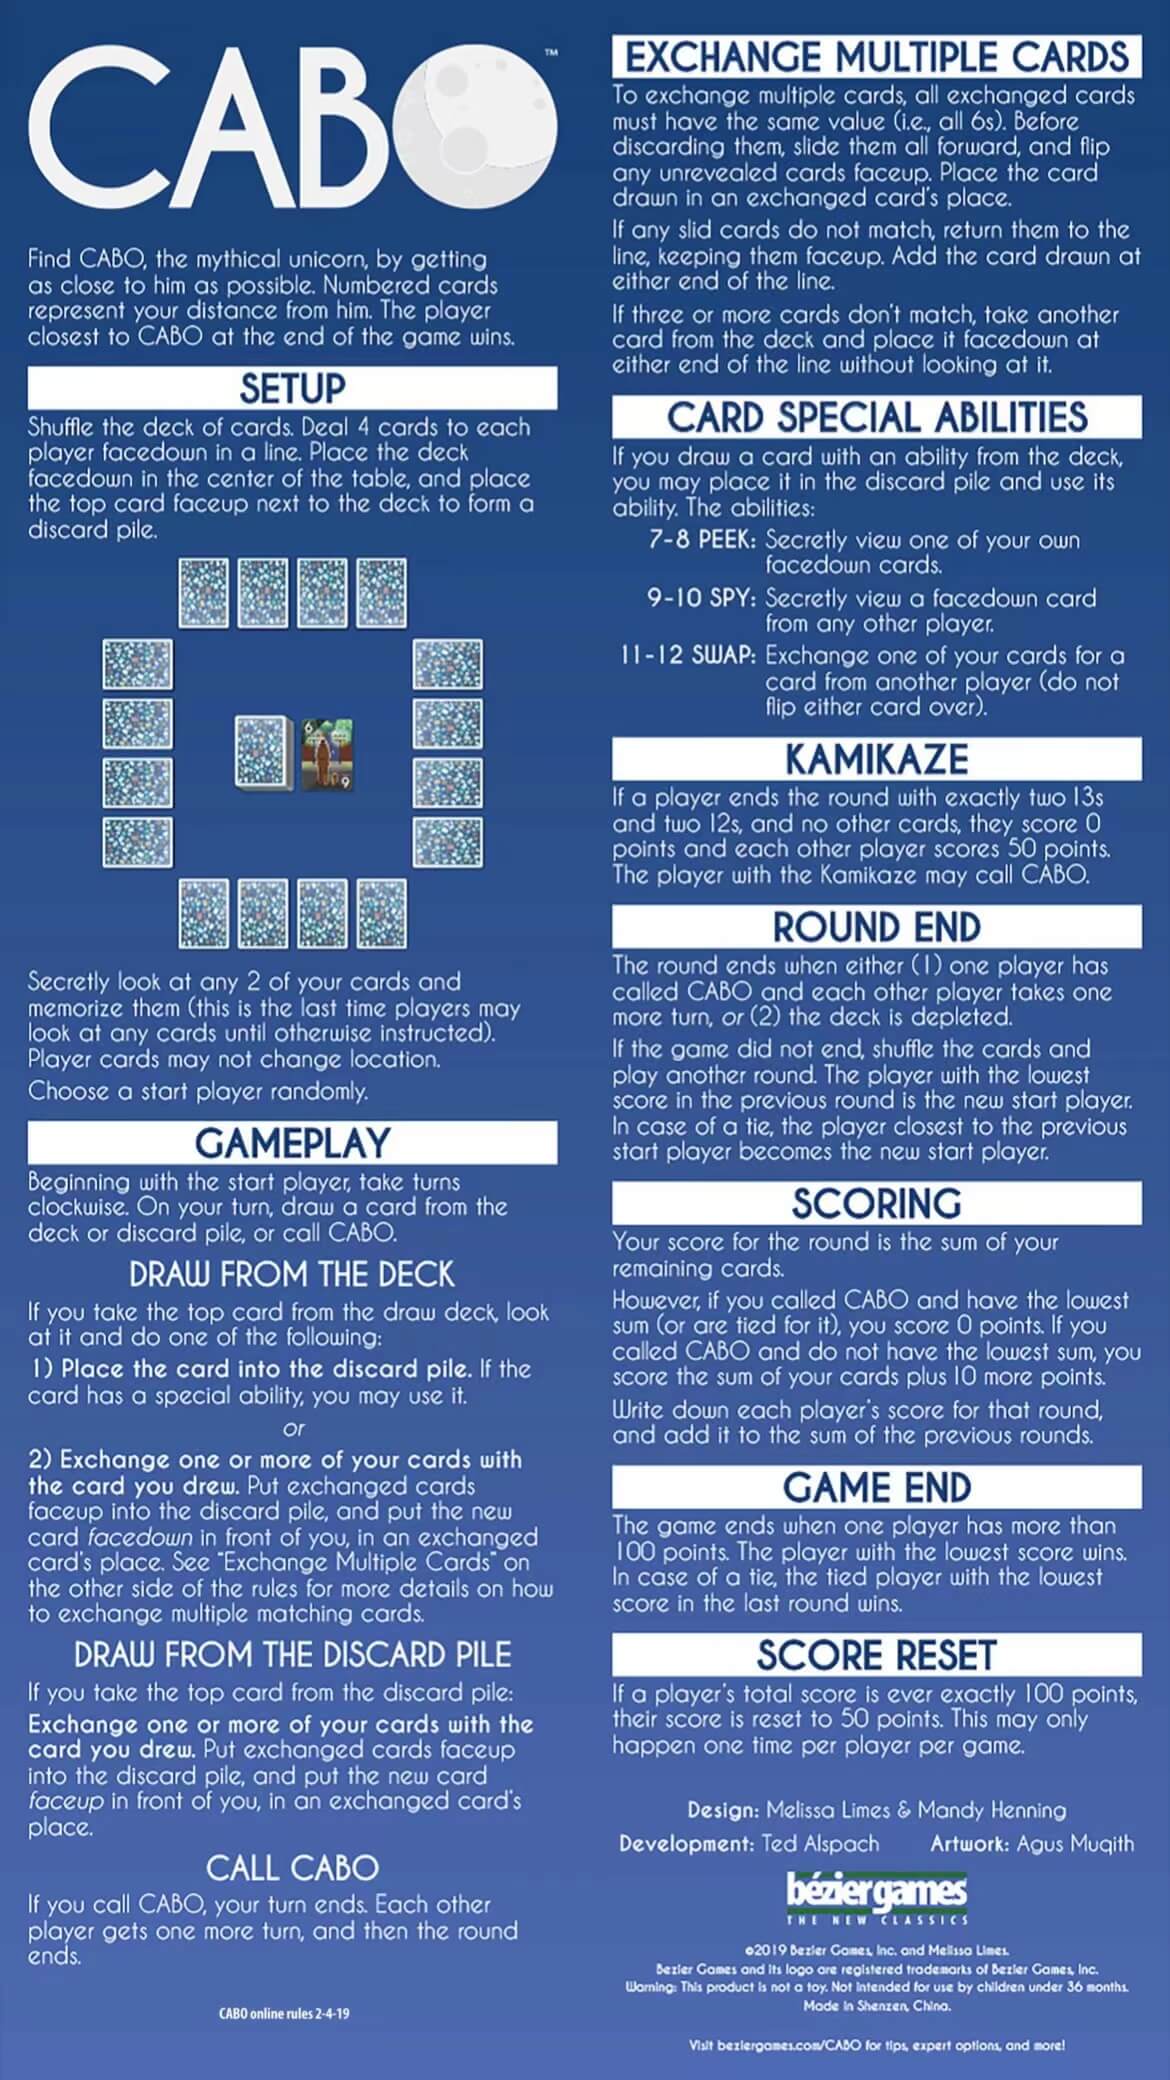 CABO™
Find CABO, the mythical unicorn, by getting
as close to him as possible. Numbered cards
represent your distance from him. The player
closest to CABO at the end of the game wins.
SETUP
Shuffle the deck of cards. Deal 4 cards to each
player facedown in a line. Place the deck
facedown in the center of the table, and place
the top card faceup next to the deck to form a
discard pile.
6
6
Secretly look at any 2 of your cards and
memorize them (this is the last time players may
look at any cards until otherwise instructed).
Player cards may not change location.
Choose a start player randomly.
GAMEPLAY
Beginning with the start player, take turns
clockwise. On your turn, draw a card from the
deck or discard pile, or call CABO.
DRAW FROM THE DECK
If you take the top card from the draw deck, look
at it and do one of the following:
1) Place the card into the discard pile. If the
card has a special ability, you may use it.
or
2) Exchange one or more of your cards with
the card you drew. Put exchanged cards
faceup into the discard pile, and put the new
card facedown in front of you, in an exchanged
card's place. See "Exchange Multiple Cards" on
the other side of the rules for more details on how
to exchange multiple matching cards.
DRAW FROM THE DISCARD PILE
If you take the top card from the discard pile:
Exchange one or more of your cards with the
card you drew. Put exchanged cards faceup
into the discard pile, and put the new card
faceup in front of you, in an exchanged card's
place.
CALL CABO
If you call CABO, your turn ends. Each other
player gets one more turn, and then the round
ends.
CABO online rules 2-4-19
EXCHANGE MULTIPLE CARDS
To exchange multiple cards, all exchanged cards
must have the same value (i.e., all 6s). Before
discarding them, slide them all forward, and flip
any unrevealed cards faceup. Place the card
drawn in an exchanged card's place.
If any slid cards do not match, return them to the
line, keeping them faceup. Add the card drawn at
either end of the line.
If three or more cards don't match, take another
card from the deck and place it facedown at
either end of the line without looking at it.
CARD SPECIAL ABILITIES
If you draw a card with an ability from the deck,
you may place it in the discard pile and use its
ability. The abilities:
7-8 PEEK: Secretly view one of your own
facedown cards.
9-10 SPY: Secretly view a facedown card
from any other player.
11-12 SWAP: Exchange one of your cards for a
card from another player (do not
flip either card over).
KAMIKAZE
If a player ends the round with exactly two 13s
and two 12s, and no other cards, they score 0
points and each other player scores 50 points.
The player with the Kamikaze may call CABO.
ROUND END
The round ends when either (1) one player has
called CABO and each other player takes one
more turn, or (2) the deck is depleted.
If the game did not end, shuffle the cards and
play another round. The player with the lowest
score in the previous round is the new start player.
In case of a tie, the player closest to the previous
start player becomes the new start player.
SCORING
Your score for the round is the sum of your
remaining cards.
However, if you called CABO and have the lowest
sum (or are tied for it), you score 0 points. If you
called CABO and do not have the lowest sum, you
score the sum of your cards plus 10 more points.
Write down each player's score for that round,
and add it to the sum of the previous rounds.
GAME END
The game ends when one player has more than
100 points. The player with the lowest score wins.
In case of a tie, the tied player with the lowest
score in the last round wins.
SCORE RESET
If a player's total score is ever exactly 100 points,
their score is reset to 50 points. This may only
happen one time per player per game.
Design: Melissa Limes & Mandy Henning
Development: Ted Alspach Artwork: Agus Muqith
béziergames
THE NEW CLASSICS
©2019 Bezier Games, Inc. and Melissa Limes.
Bezier Games and its logo are registered trademarks of Bezier Games, Inc.
Warning: This product is not a toy. Not intended for use by children under 36 months.
Made in Shenzen, China.
Visit beziergames.com/CABO for tips, expert options, and more!